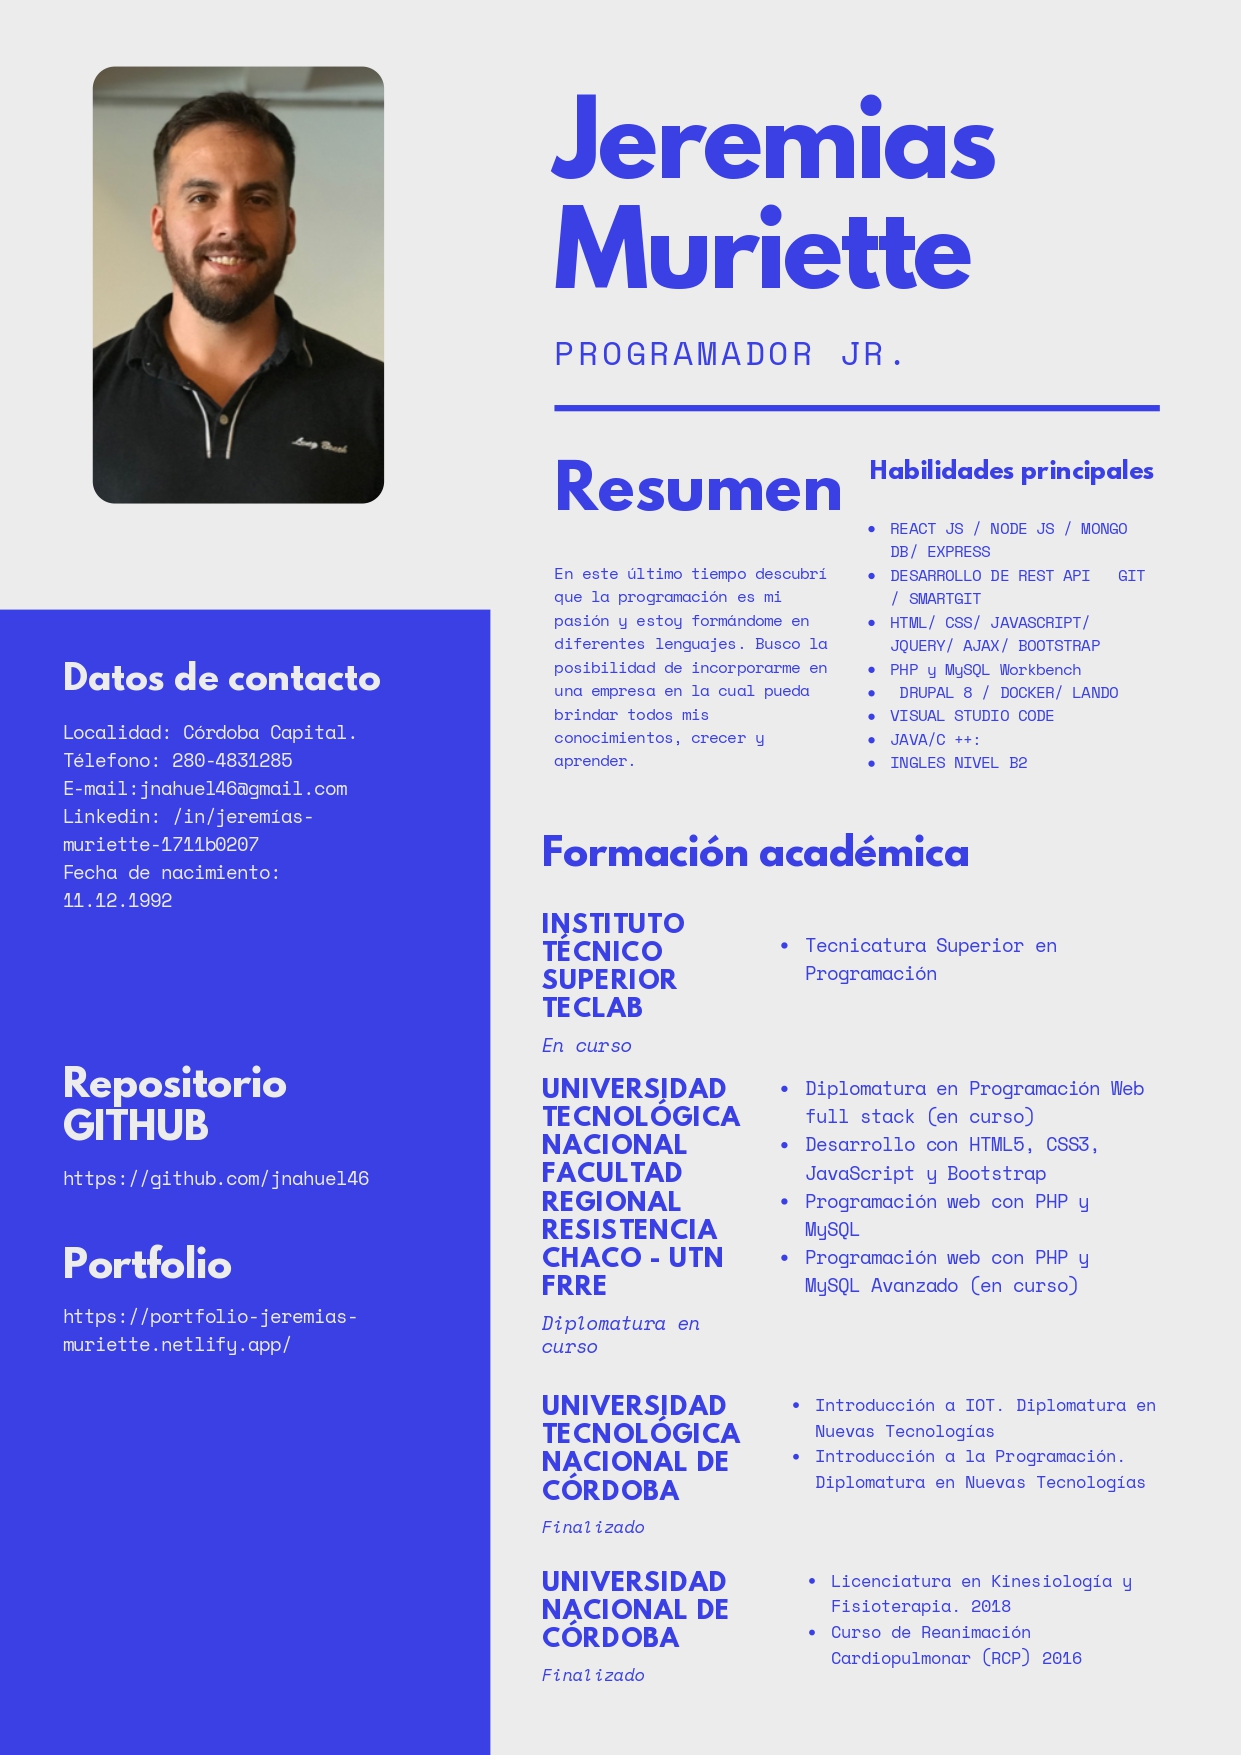 Jeremias
Muriette
PROGRAMADOR JR.
Resumen
En este último tiempo descubrí
que la programación es mi
pasión y estoy formándome en
diferentes lenguajes. Busco la
posibilidad de incorporarme en
una empresa en la cual pueda
brindar todos mis
conocimientos, crecer y
aprender.
Habilidades principales
• REACT JS / NODE JS / MONGO
DB/ EXPRESS
• DESARROLLO DE REST API GIT
/ SMARTGIT
• HTML/ CSS/ JAVASCRIPT/
JQUERY/ AJAX/ BOOTSTRAP
• PHP y MySQL Workbench
• DRUPAL 8 / DOCKER/ LANDO
• VISUAL STUDIO CODE
• JAVA/C ++:
• INGLES NIVEL B2
Datos de contacto
Localidad: Córdoba Capital.
Télefono: 280-4831285
E-mail:jnahuel46@gmail.com
Linkedin: /in/jeremías-
muriette-1711b0207
Fecha de nacimiento:
11.12.1992
Repositorio
GITHUB
https://github.com/jnahuel46
Portfolio
https://portfolio-jeremias-
muriette.netlify.app/
Formación académica
INSTITUTO
TÉCNICO
SUPERIOR
TECLAB
En curso
• Tecnicatura Superior en
Programación
UNIVERSIDAD
TECNOLÓGICA
NACIONAL
FACULTAD
REGIONAL
RESISTENCIA
CHACO - UTN
FRRE
Diplomatura en
curso
• Diplomatura en Programación Web
full stack (en curso)
• Desarrollo con HTML5, CSS3,
JavaScript y Bootstrap
• Programación web con PHP y
MySQL
• Programación web con PHP y
MySQL Avanzado (en curso)
UNIVERSIDAD
TECNOLÓGICA
NACIONAL DE
CÓRDOBA
Finalizado
• Introducción a IOT. Diplomatura en
Nuevas Tecnologías
• Introducción a la Programación.
Diplomatura en Nuevas Tecnologías
UNIVERSIDAD
NACIONAL DE
CÓRDOBA
Finalizado
• Licenciatura en Kinesiología y
Fisioterapia. 2018
• Curso de Reanimación
Cardiopulmonar (RCP) 2016